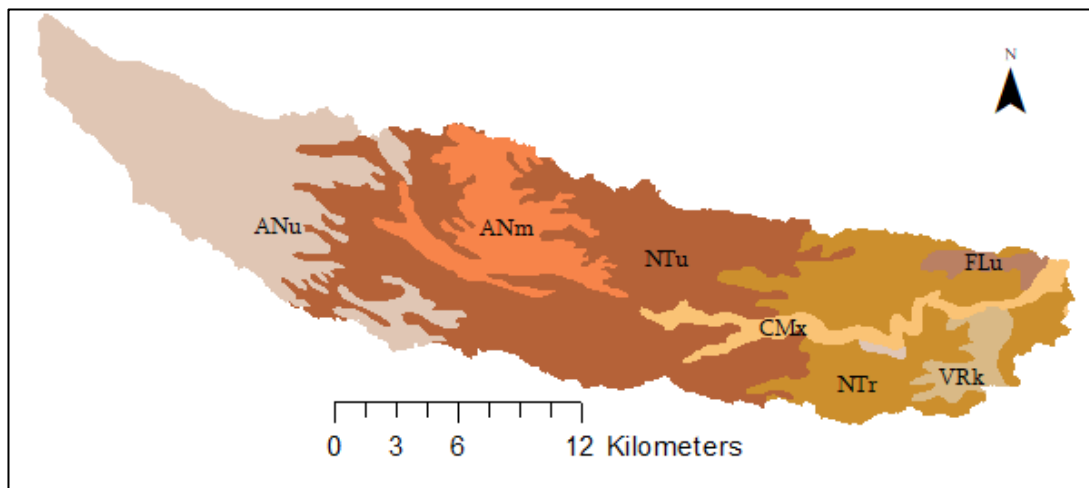 N
ANu
ANm
NTu
FLu
CMx
NTr
VRk
0 3 6 12 Kilometers